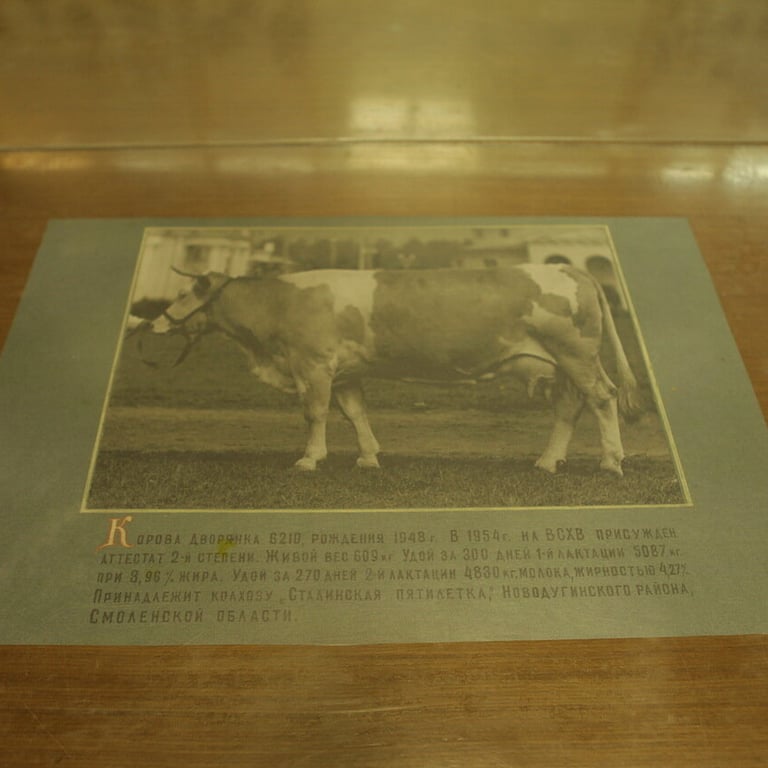 Корова Дворянка 6210, рождения 1948 г. В 1954 г. на ВСХВ присужден
аттестат 2-й степени. Живой вес 609 кг Удой за 300 дней 1-й лактации 5087 кг.
при 3,96% жира. Удой за 270 дней 2-й лактации 4830 кг. молока, жирностью 4,27%
Принадлежит колхозу „Сталинская пятилетка," Новодугинского района,
Смоленской области.